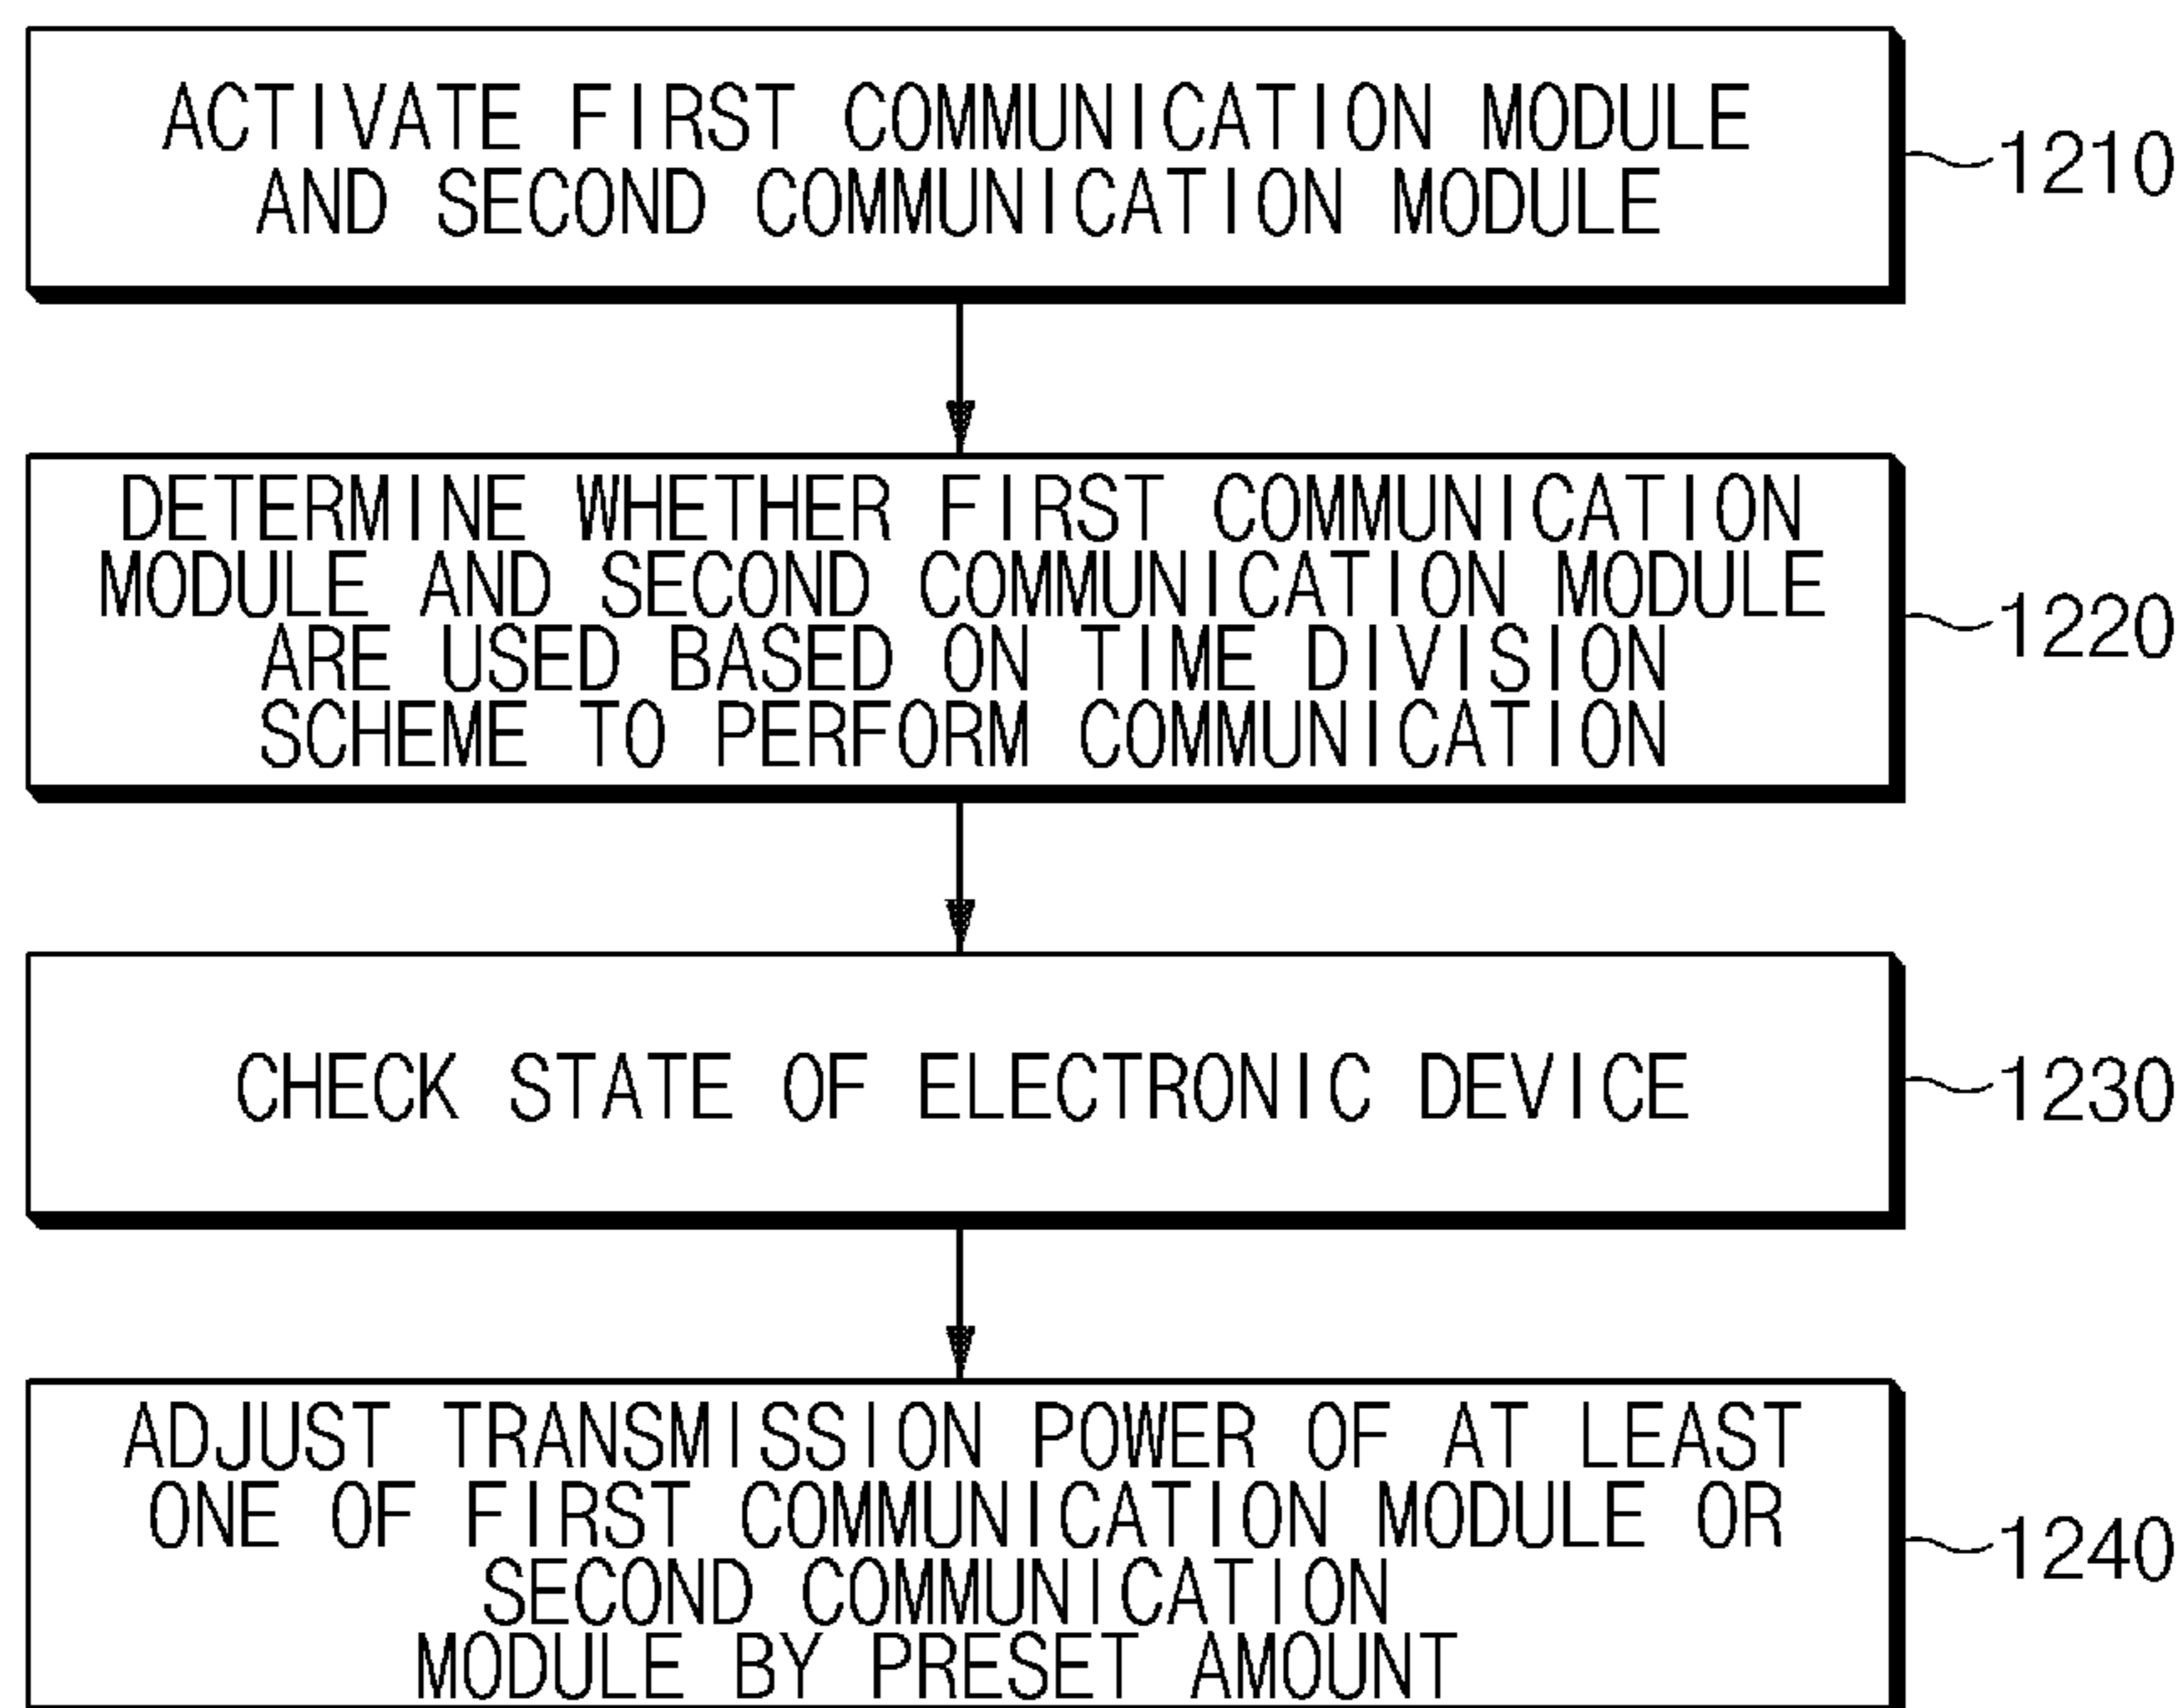 ACTIVATE FIRST COMMUNICATION MODULE
AND SECOND COMMUNICATION MODULE
1210
DETERMINE WHETHER FIRST COMMUNICATION
MODULE AND SECOND COMMUNICATION MODULE
ARE USED BASED ON TIME DIVISION
SCHEME TO PERFORM COMMUNICATION
1220
CHECK STATE OF ELECTRONIC DEVICE
1230
ADJUST TRANSMISSION POWER OF AT LEAST
ONE OF FIRST COMMUNICATION MODULE OR
SECOND COMMUNICATION
MODULE BY PRESET AMOUNT
1240